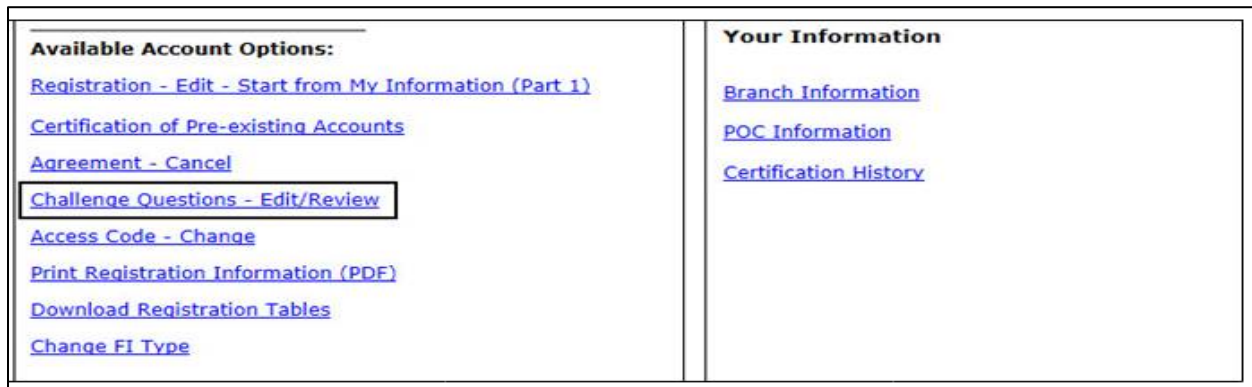 Available Account Options:
Registration - Edit - Start from My Information (Part 1)
Certification of Pre-existing Accounts
Agreement - Cancel
Challenge Questions - Edit/Review
Access Code - Change
Print Registration Information (PDF)
Download Registration Tables
Change FI Type
Your Information
Branch Information
POC Information
Certification History